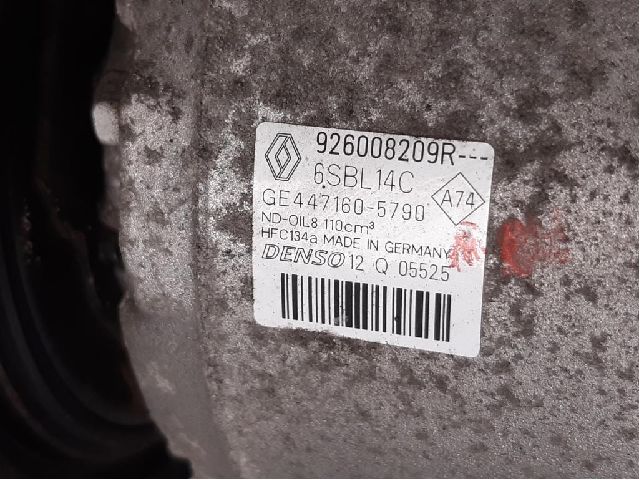 926008209R---
6SBL14C
A74
GE447160-5790
ND-OIL8 110cm³
HFC134a MADE IN GERMANY
DENSO 12 Q 05525